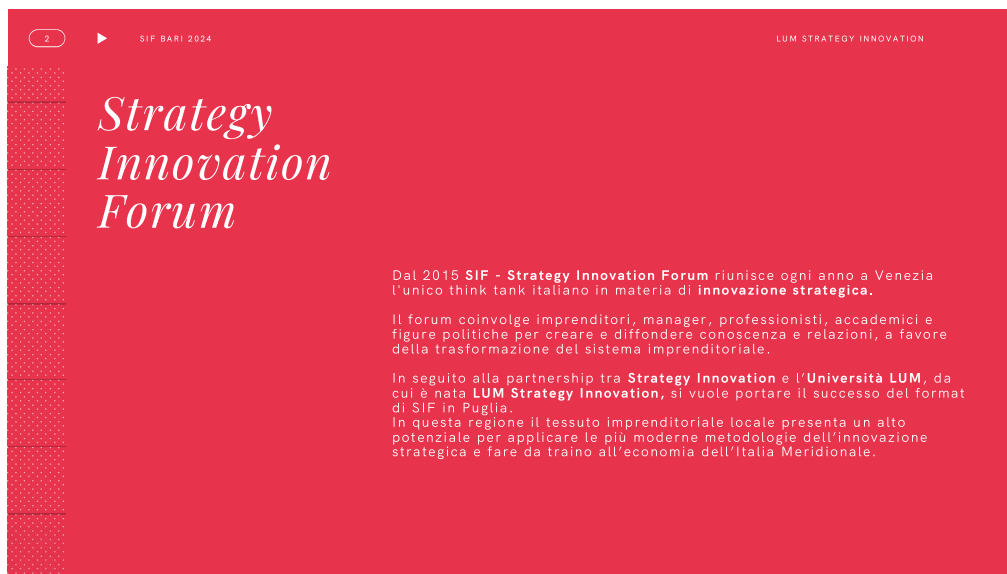 2
SIF BARI 2024
LUM STRATEGY INNOVATION
Strategy
Innovation
Forum
Dal 2015 SIF - Strategy Innovation Forum riunisce ogni anno a Venezia
l'unico think tank italiano in materia di innovazione strategica.
Il forum coinvolge imprenditori, manager, professionisti, accademici e
figure politiche per creare e diffondere conoscenza e relazioni, a favore
della trasformazione del sistema imprenditoriale.
In seguito alla partnership tra Strategy Innovation e l’Università LUM, da
cui è nata LUM Strategy Innovation, si vuole portare il successo del format
di SIF in Puglia.
In questa regione il tessuto imprenditoriale locale presenta un alto
potenziale per applicare le più moderne metodologie dell’innovazione
strategica e fare da traino all’economia dell’Italia Meridionale.